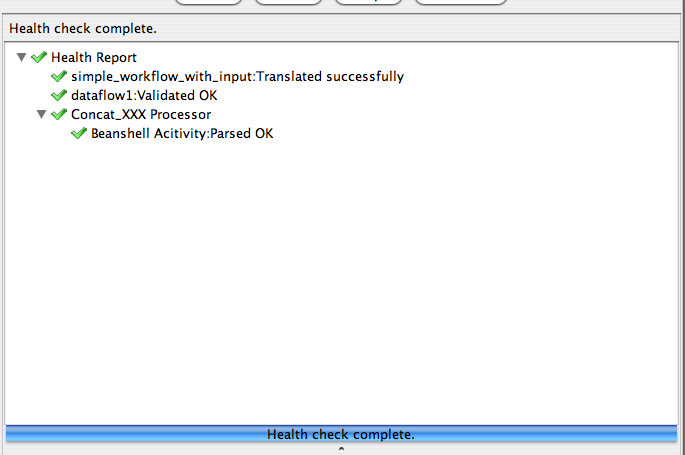 Health check complete.
Health Report
simple_workflow_with_input:Translated successfully
dataflow1:Validated OK
Concat_XXX Processor
Beanshell Acitivity:Parsed OK
Health check complete.